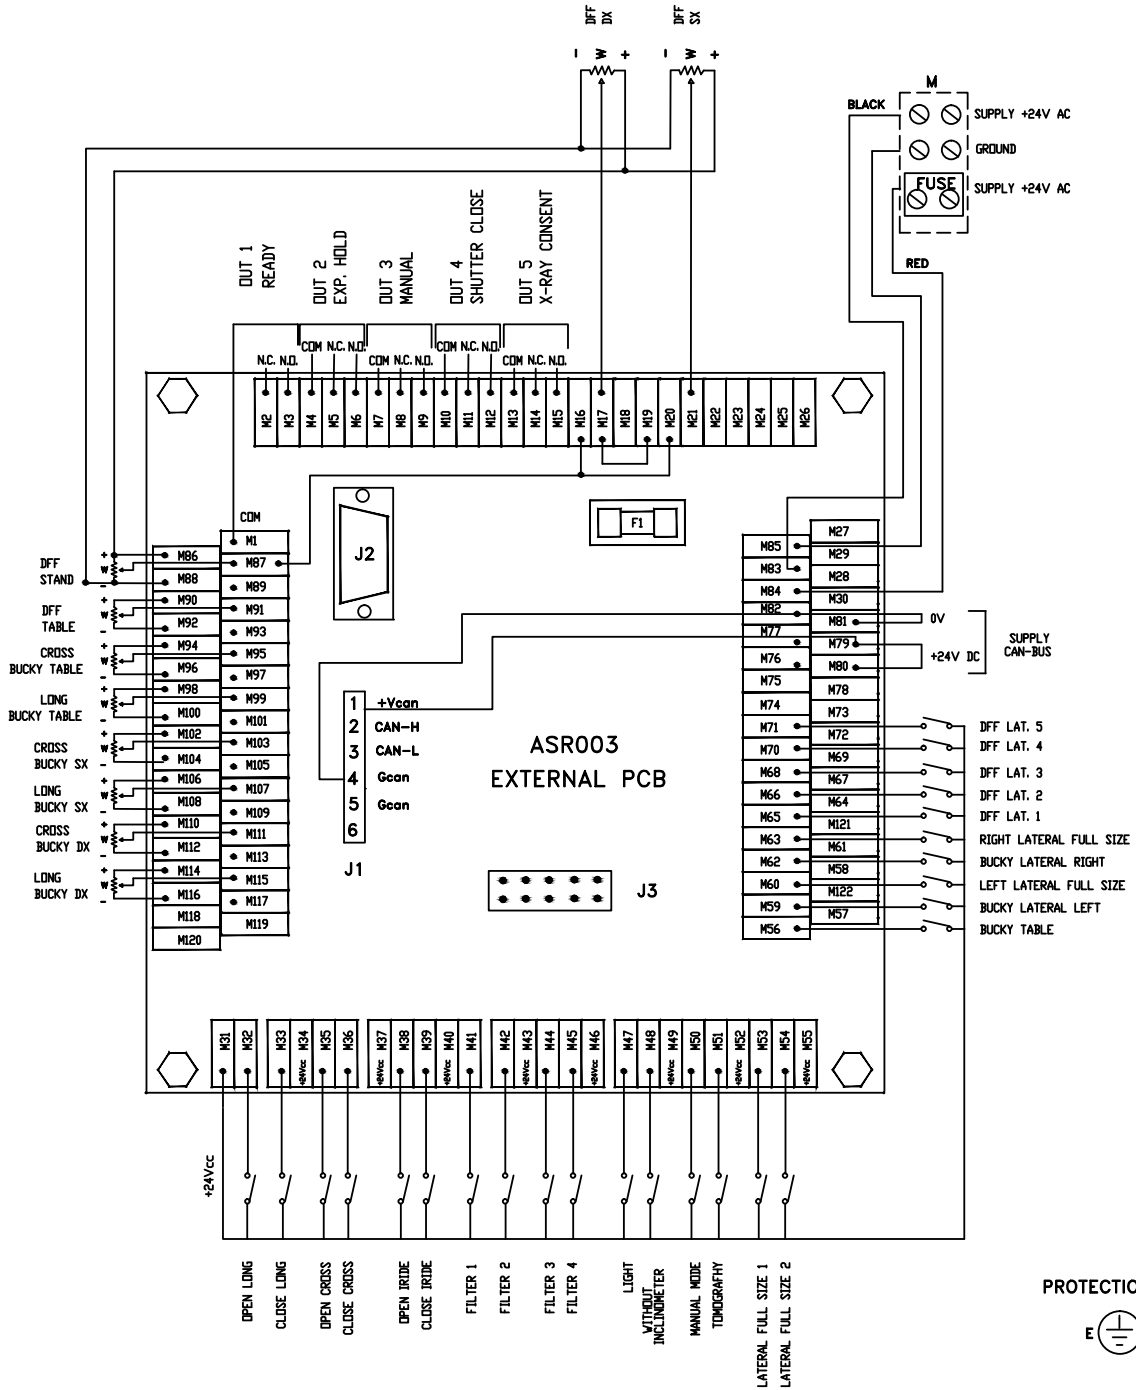 DFF DX
DFF SX
- W +
- W +
M
BLACK
SUPPLY +24V AC
GROUND
FUSE
SUPPLY +24V AC
RED
OUT 1
READY
OUT 2
EXP. HOLD
OUT 3
MANUAL
OUT 4
SHUTTER CLOSE
OUT 5
X-RAY CONSENT
N.C. N.O.
COM N.C. N.O.
COM N.C. N.O.
COM N.C. N.O.
COM N.C. N.O.
M2 M3 M4 M5 M6 M7 M8 M9 M10 M11 M12 M13 M14 M15 M16 M17 M18 M19 M20 M21 M22 M23 M24 M25 M26
COM
M1
M86
M87
M88
M89
M90
M91
M92
M93
M94
M95
M96
M97
M98
M99
M100
M101
M102
M103
M104
M105
M106
M107
M108
M109
M110
M111
M112
M113
M114
M115
M116
M117
M118
M119
M120
+
DFF
W
STAND
-
+
DFF
W
TABLE
-
+
CROSS
W
BUCKY TABLE
-
+
LONG
W
BUCKY TABLE
-
+
CROSS
W
BUCKY SX
-
+
LONG
W
BUCKY SX
-
+
CROSS
W
BUCKY DX
-
+
LONG
W
BUCKY DX
-
J2
F1
1 +Vcan
2 CAN-H
3 CAN-L
4 Gcan
5 Gcan
6
J1
ASR003
EXTERNAL PCB
J3
M27
M85
M29
M83
M28
M84
M30
M82
M81
M77
M79
M76
M80
M75
M78
M74
M73
M71
M72
M70
M69
M68
M67
M66
M64
M65
M121
M63
M61
M62
M58
M60
M122
M59
M57
M56
0V
+24V DC
SUPPLY
CAN-BUS
DFF LAT. 5
DFF LAT. 4
DFF LAT. 3
DFF LAT. 2
DFF LAT. 1
RIGHT LATERAL FULL SIZE
BUCKY LATERAL RIGHT
LEFT LATERAL FULL SIZE
BUCKY LATERAL LEFT
BUCKY TABLE
M31 M32 M33 M34 M35 M36 M37 M38 M39 M40 M41 M42 M43 M44 M45 M46 M47 M48 M49 M50 M51 M52 M53 M54 M55
+24Vcc +24Vcc +24Vcc +24Vcc +24Vcc +24Vcc +24Vcc +24Vcc
+24Vcc
OPEN LONG
CLOSE LONG
OPEN CROSS
CLOSE CROSS
OPEN IRIDE
CLOSE IRIDE
FILTER 1
FILTER 2
FILTER 3
FILTER 4
LIGHT
WITHOUT
INCLINOMETER
MANUAL MODE
TOMOGRAFHY
LATERAL FULL SIZE 1
LATERAL FULL SIZE 2
PROTECTIO
E